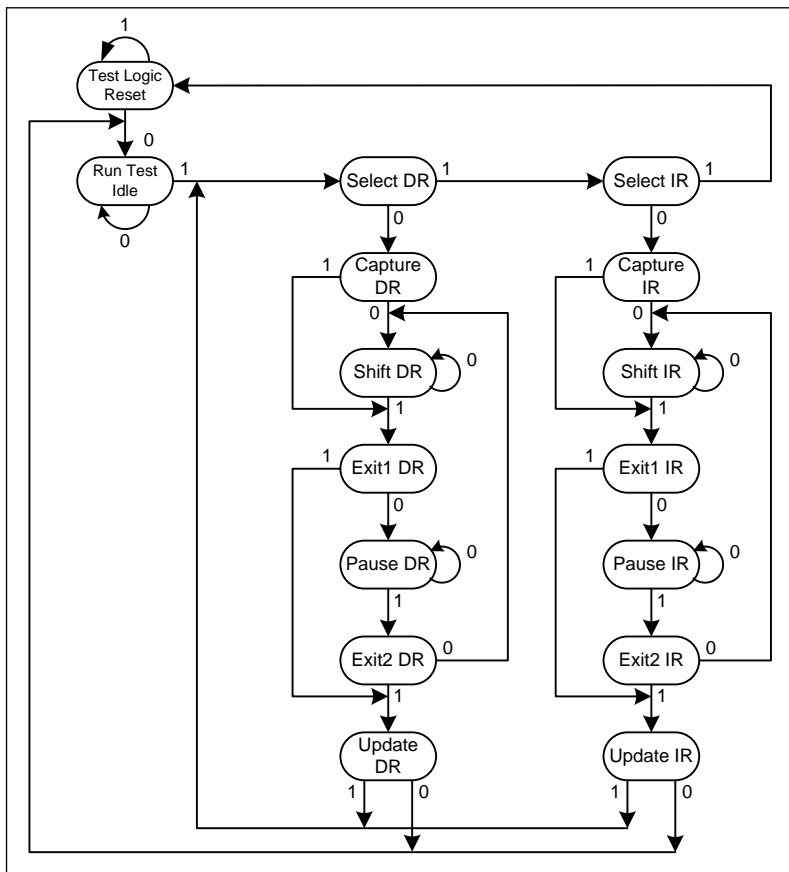 1
Test Logic
Reset
0
Run Test
Idle
1
0
Select DR
1
Select IR
1
0
0
1
Capture
DR
0
1
Capture
IR
0
Shift DR
0
Shift IR
0
1
1
1
Exit1 DR
1
Exit1 IR
0
0
Pause DR
0
Pause IR
0
1
1
Exit2 DR
0
Exit2 IR
0
1
1
Update
DR
Update IR
1
0
1
0